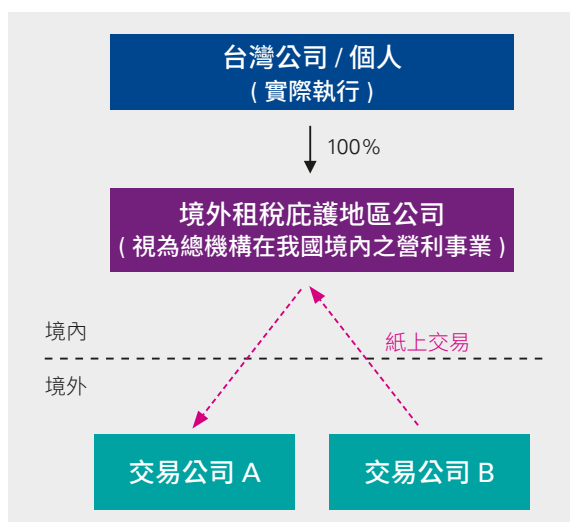 台灣公司 / 個人
( 實際執行 )
100%
境外租稅庇護地區公司
( 視為總機構在我國境內之營利事業 )
境內
紙上交易
境外
交易公司 A
交易公司 B